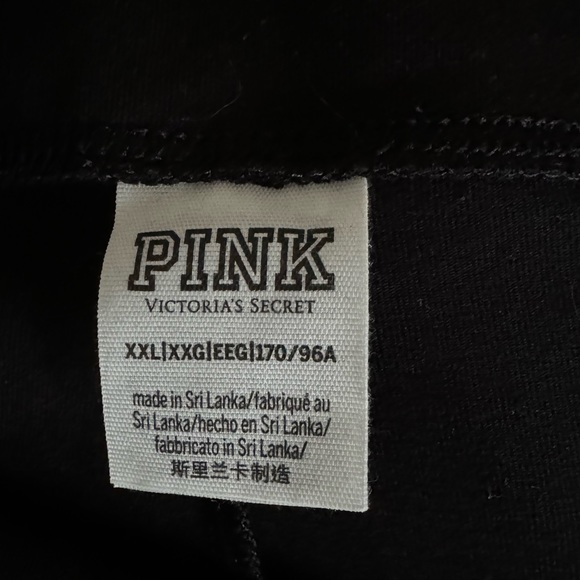 PINK
VICTORIA'S SECRET
XXL|XXG|EEG|170/96A
made in Sri Lanka/fabriqué au
Sri Lanka/hecho en Sri Lanka/
fabbricato in Sri Lanka/
斯里兰卡制造